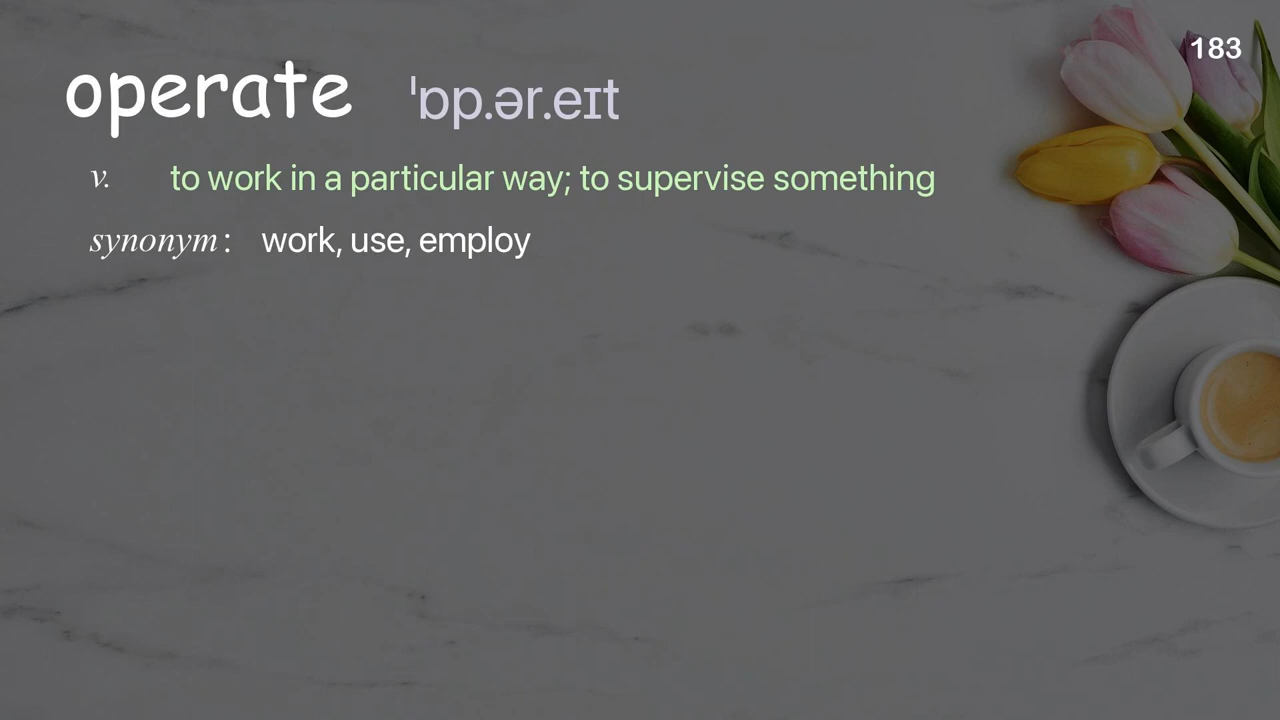 183
operate ˈɒp.ər.eɪt
v. to work in a particular way; to supervise something
synonym: work, use, employ